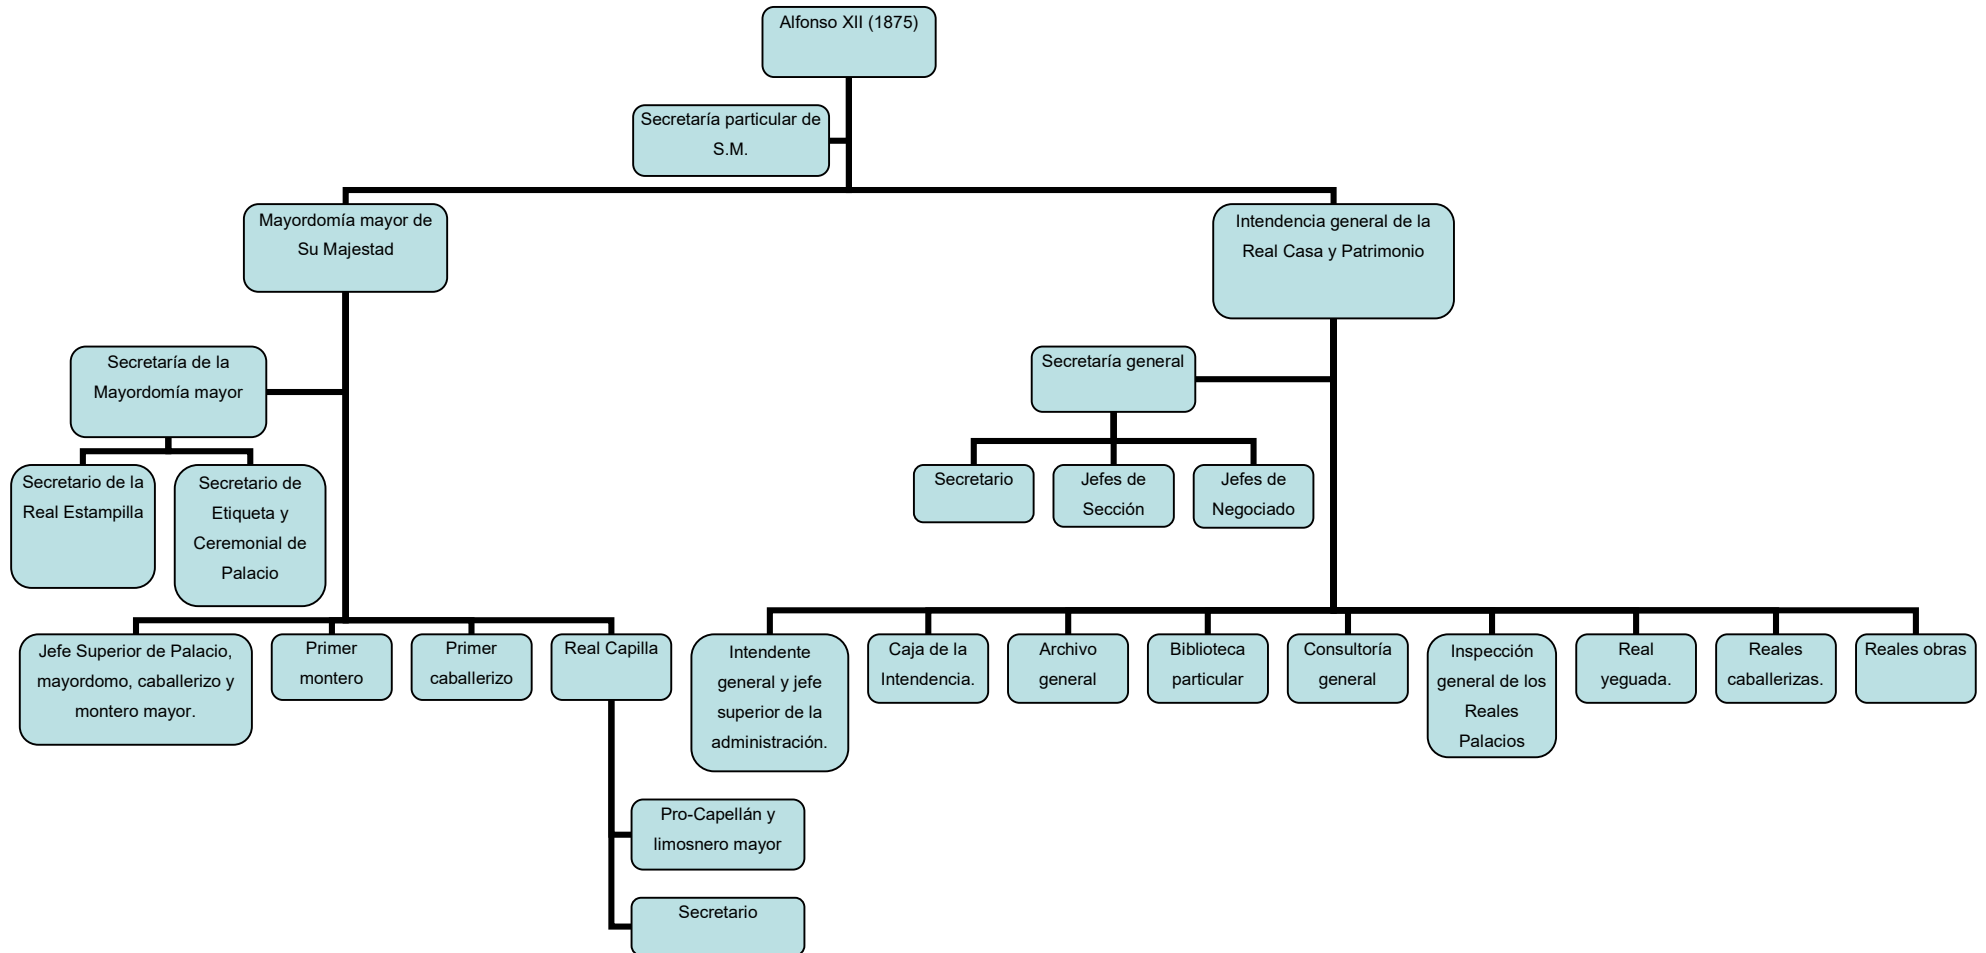 Alfonso XII (1875)
Secretaría particular de
S.M.
Mayordomía mayor de
Su Majestad
Intendencia general de la
Real Casa y Patrimonio
Secretaría de la
Mayordomía mayor
Secretaría general
Secretario de la
Real Estampilla
Secretario de
Etiqueta y
Ceremonial de
Palacio
Secretario
Jefes de
Sección
Jefes de
Negociado
Jefe Superior de Palacio,
mayordomo, caballerizo y
montero mayor.
Primer
montero
Primer
caballerizo
Real Capilla
Intendente
general y jefe
superior de la
administración.
Caja de la
Intendencia.
Archivo
general
Biblioteca
particular
Consultoría
general
Inspección
general de los
Reales
Palacios
Real
yeguada.
Reales
caballerizas.
Reales obras
Pro-Capellán y
limosnero mayor
Secretario